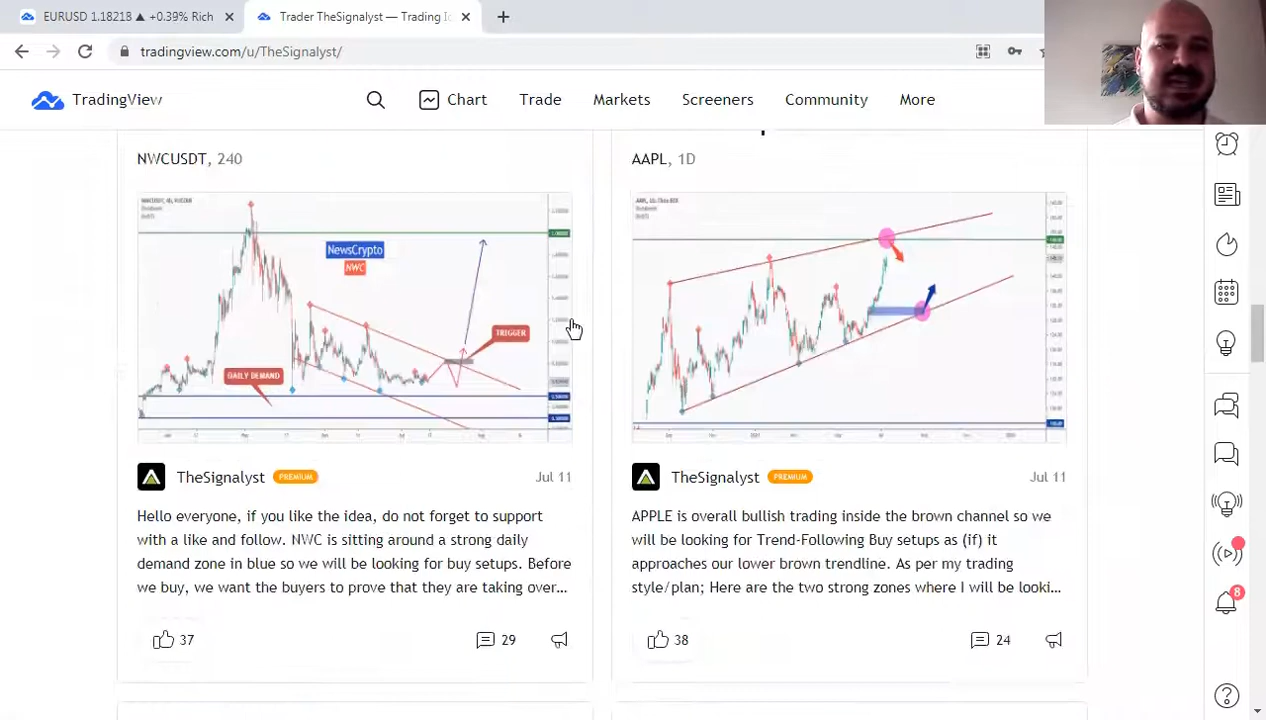 EURUSD 1.18218 ▲ +0.39% Rich
Trader TheSignalyst — Trading Id
tradingview.com/u/TheSignalyst/
TradingView
Chart
Trade
Markets
Screeners
Community
More
NWCUSDT, 240
AAPL, 1D
NewsCrypto
NWC
TRIGGER
DAILY DEMAND
TheSignalyst PREMIUM Jul 11
TheSignalyst PREMIUM Jul 11
Hello everyone, if you like the idea, do not forget to support
with a like and follow. NWC is sitting around a strong daily
demand zone in blue so we will be looking for buy setups. Before
we buy, we want the buyers to prove that they are taking over…
APPLE is overall bullish trading inside the brown channel so we
will be looking for Trend-Following Buy setups as (if) it
approaches our lower brown trendline. As per my trading
style/plan; Here are the two strong zones where I will be looki…
37
29
38
24
8